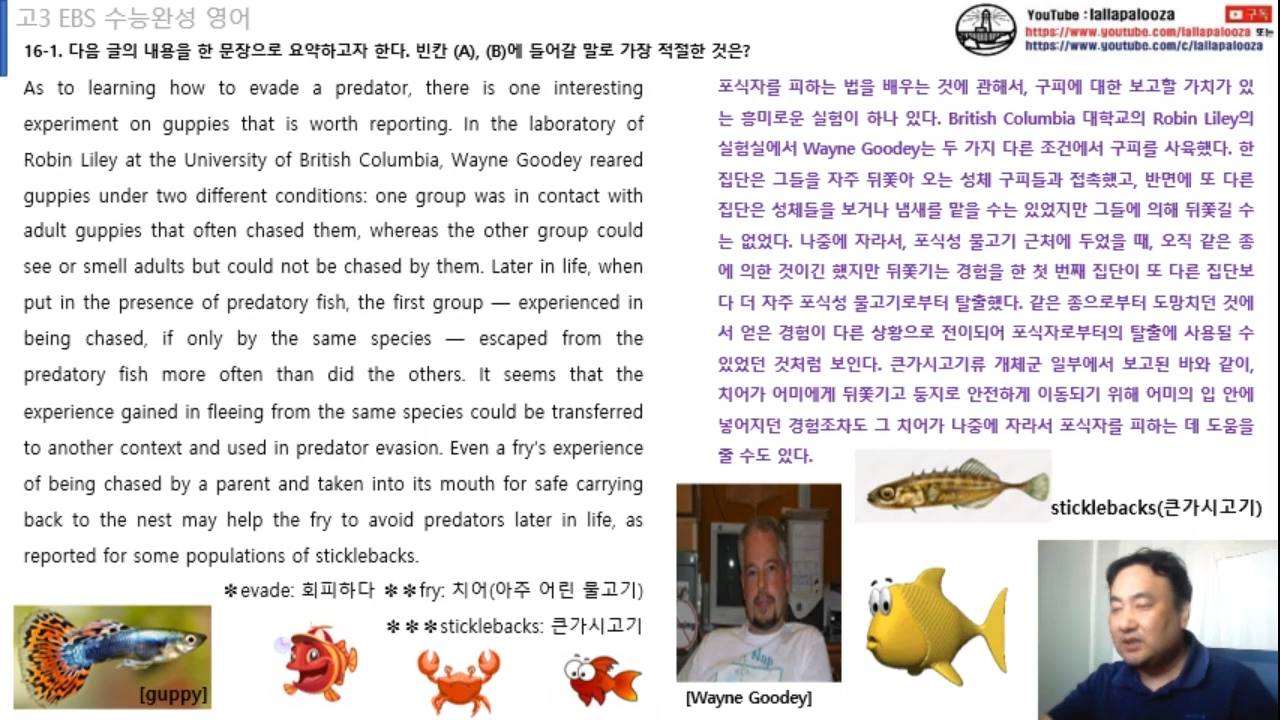 고3 EBS 수능완성 영어
YouTube : lallapalooza
구독
https://www.youtube.com/lallapalooza 또는
https://www.youtube.com/c/lallapalooza
16-1. 다음 글의 내용을 한 문장으로 요약하고자 한다. 빈칸 (A), (B)에 들어갈 말로 가장 적절한 것은?
As to learning how to evade a predator, there is one interesting
experiment on guppies that is worth reporting. In the laboratory of
Robin Liley at the University of British Columbia, Wayne Goodey reared
guppies under two different conditions: one group was in contact with
adult guppies that often chased them, whereas the other group could
see or smell adults but could not be chased by them. Later in life, when
put in the presence of predatory fish, the first group — experienced in
being chased, if only by the same species — escaped from the
predatory fish more often than did the others. It seems that the
experience gained in fleeing from the same species could be transferred
to another context and used in predator evasion. Even a fry's experience
of being chased by a parent and taken into its mouth for safe carrying
back to the nest may help the fry to avoid predators later in life, as
reported for some populations of sticklebacks.
✻evade: 회피하다 ✻✻fry: 치어(아주 어린 물고기)
✻✻✻sticklebacks: 큰가시고기
[guppy]
포식자를 피하는 법을 배우는 것에 관해서, 구피에 대한 보고할 가치가 있
는 흥미로운 실험이 하나 있다. British Columbia 대학교의 Robin Liley의
실험실에서 Wayne Goodey는 두 가지 다른 조건에서 구피를 사육했다. 한
집단은 그들을 자주 뒤쫓아 오는 성체 구피들과 접촉했고, 반면에 또 다른
집단은 성체들을 보거나 냄새를 맡을 수는 있었지만 그들에 의해 뒤쫓길 수
는 없었다. 나중에 자라서, 포식성 물고기 근처에 두었을 때, 오직 같은 종
에 의한 것이긴 했지만 뒤쫓기는 경험을 한 첫 번째 집단이 또 다른 집단보
다 더 자주 포식성 물고기로부터 탈출했다. 같은 종으로부터 도망치던 것에
서 얻은 경험이 다른 상황으로 전이되어 포식자로부터의 탈출에 사용될 수
있었던 것처럼 보인다. 큰가시고기류 개체군 일부에서 보고된 바와 같이,
치어가 어미에게 뒤쫓기고 둥지로 안전하게 이동되기 위해 어미의 입 안에
넣어지던 경험조차도 그 치어가 나중에 자라서 포식자를 피하는 데 도움을
줄 수도 있다.
sticklebacks(큰가시고기)
[Wayne Goodey]